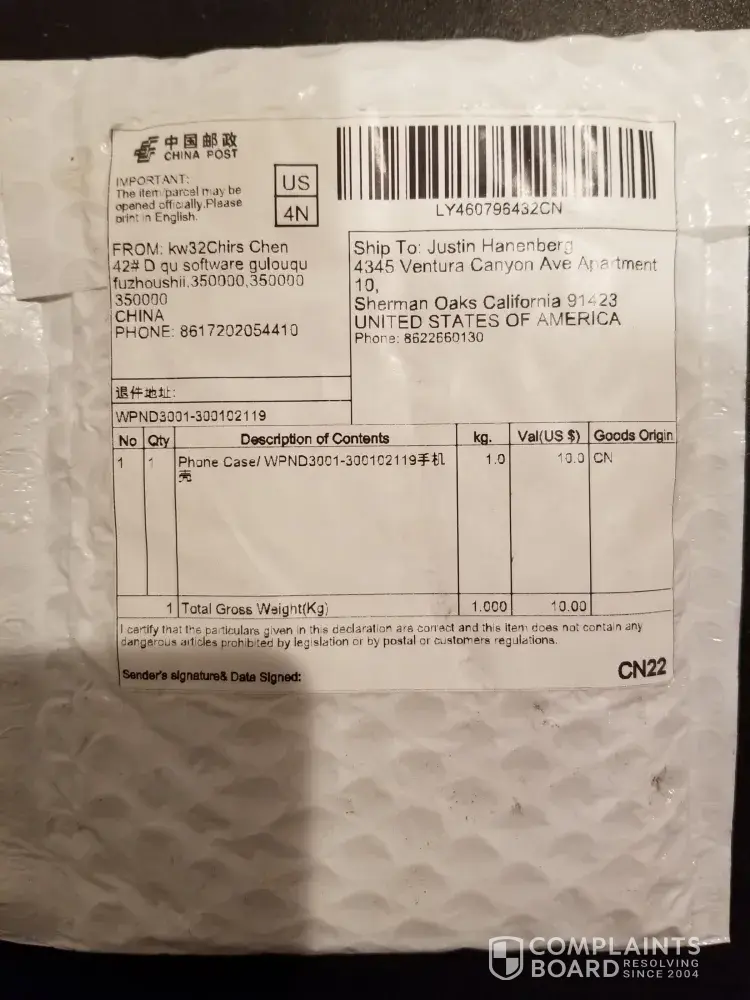 中国邮政
CHINA POST
IMPORTANT:
The item/parcel may be
opened officially.Please
print in English.
US
4N
LY460796432CN
FROM: kw32Chirs Chen
42# D qu software gulouqu
fuzhoushii,350000,350000
350000
CHINA
PHONE: 8617202054410
Ship To: Justin Hanenberg
4345 Ventura Canyon Ave Apartment
10,
Sherman Oaks California 91423
UNITED STATES OF AMERICA
Phone: 8622660130
退件地址:
WPND3001-300102119
No Qty Description of Contents kg. Val(US $) Goods Origin
1 1 Phone Case/ WPND3001-300102119手机 1.0 10.0 CN
壳
1 Total Gross Weight(Kg) 1.000 10.00
I certify that the particulars given in this declaration are correct and this item does not contain any
dangerous articles prohibited by legislation or by postal or customers regulations.
Sender's signature& Data Signed:
CN22
COMPLAINTS
BOARD RESOLVING
SINCE 2004